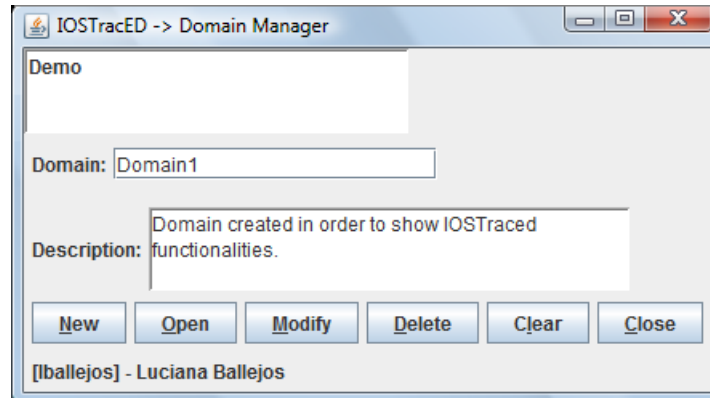 IOSTracED -> Domain Manager
Demo
Domain: Domain1
Description: Domain created in order to show IOSTraced
functionalities.
New Open Modify Delete Clear Close
[lballejos] - Luciana Ballejos